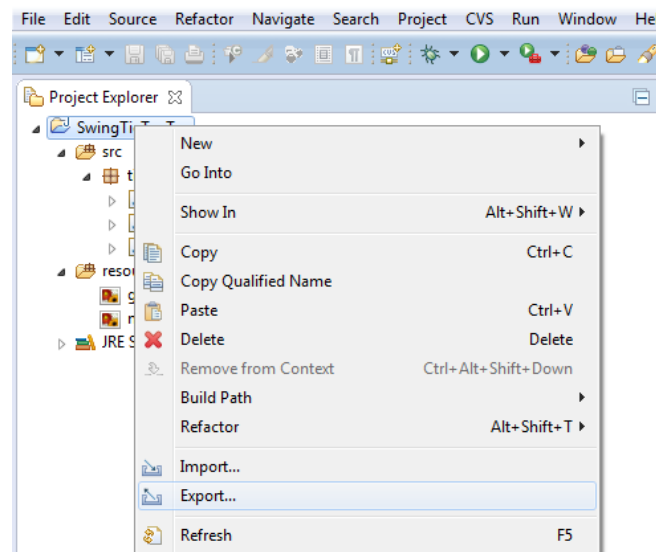 File Edit Source Refactor Navigate Search Project CVS Run Window
Project Explorer
src
New
Go Into
Show In Alt+Shift+W
Copy Ctrl+C
Copy Qualified Name
Paste Ctrl+V
Delete Delete
Remove from Context Ctrl+Alt+Shift+Down
JRE
Build Path
Refactor Alt+Shift+T
Import...
Export...
Refresh F5